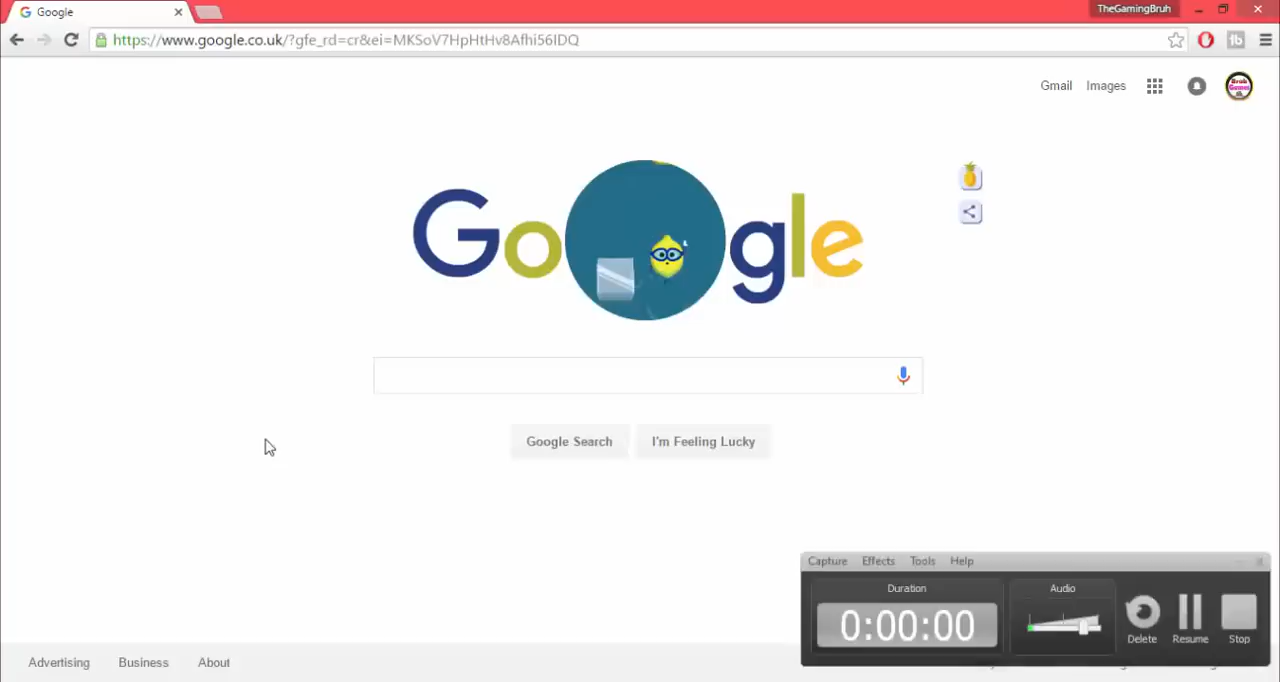 Google
TheGamingBruh
https://www.google.co.uk/?gfe_rd=cr&ei=MKSoV7HpHtHv8Afhi56IDQ
Gmail Images
Google
Google Search I'm Feeling Lucky
Capture Effects Tools Help
Duration Audio
0:00:00
Delete Resume Stop
Advertising Business About